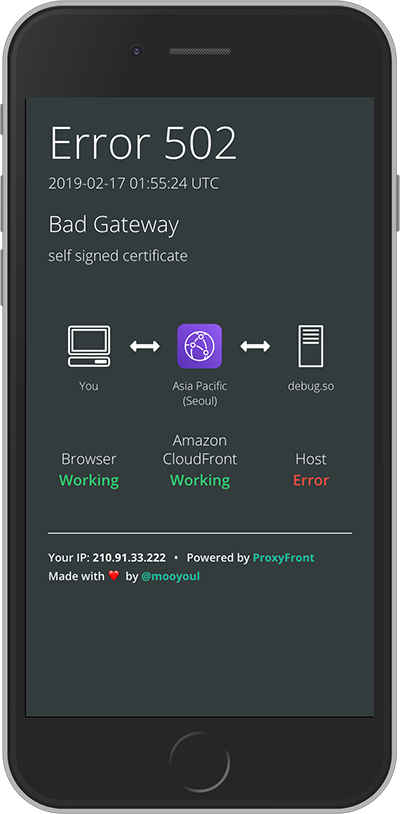 Error 502
2019-02-17 01:55:24 UTC
Bad Gateway
self signed certificate
You
Asia Pacific
(Seoul)
debug.so
Browser
Working
Amazon
CloudFront
Working
Host
Error
Your IP: 210.91.33.222 • Powered by ProxyFront
Made with ❤️ by @mooyoul